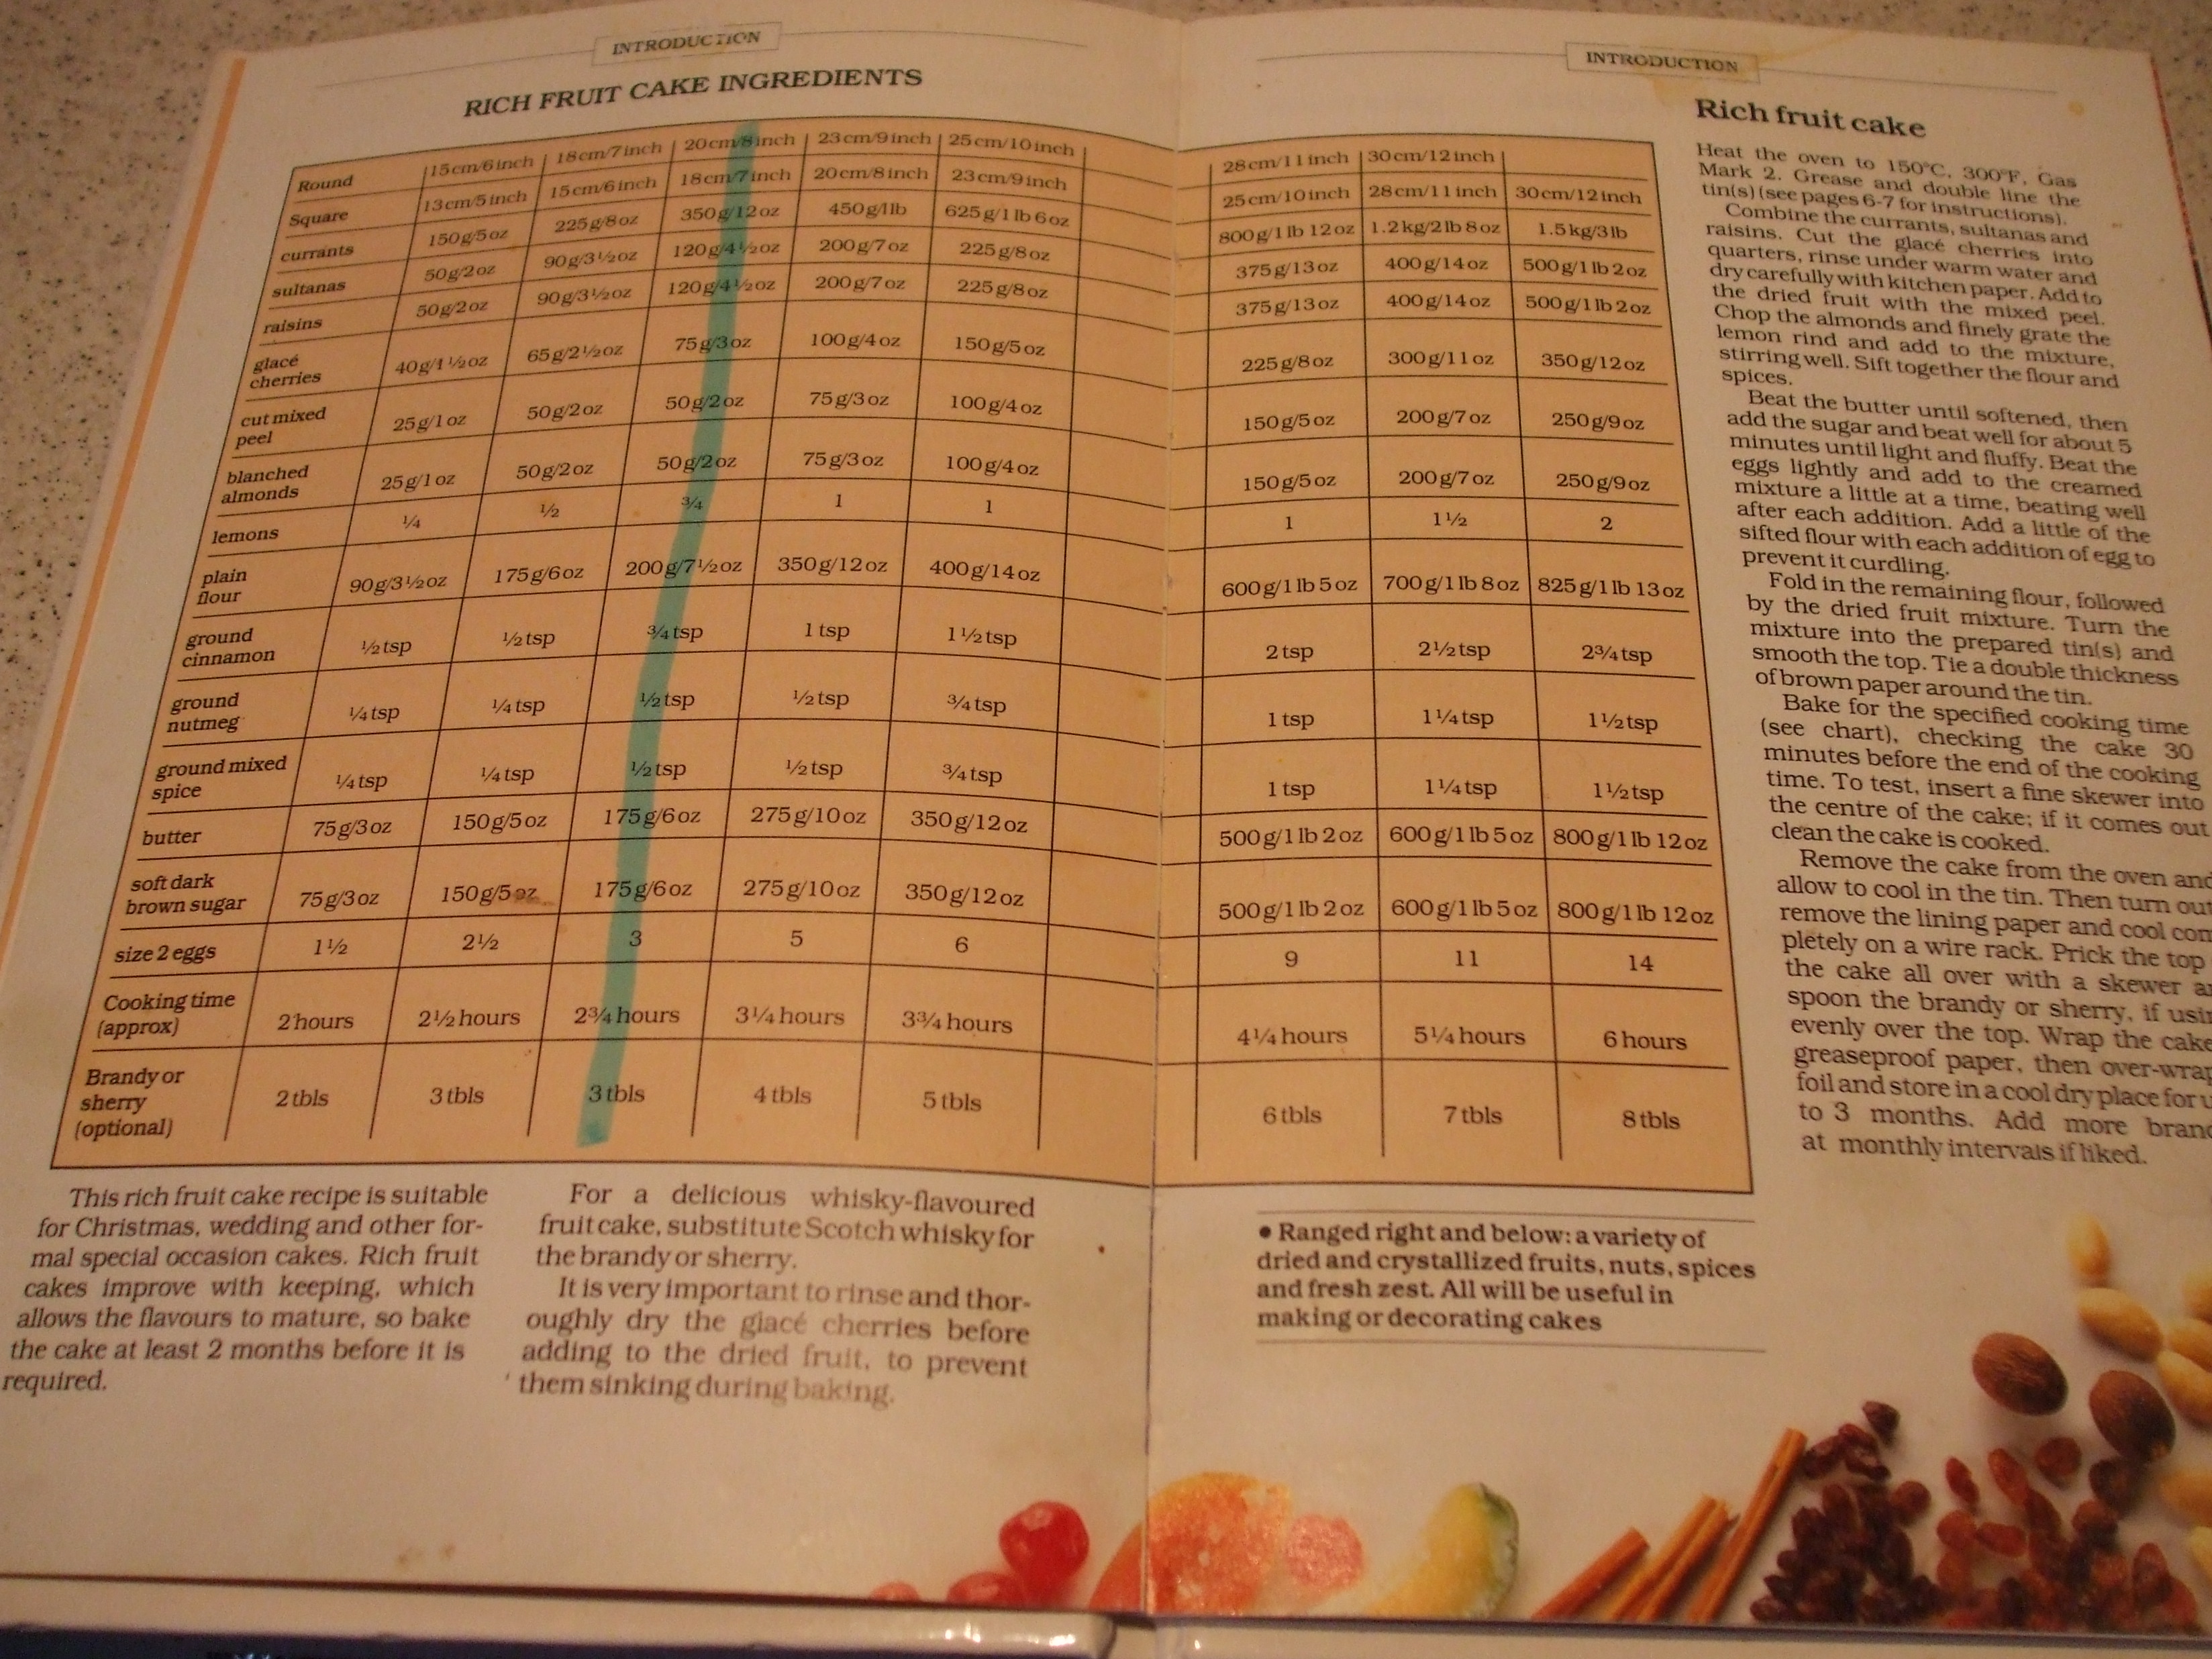 INTRODUCTION
RICH FRUIT CAKE INGREDIENTS
Round 15cm/6inch 18cm/7inch 20cm/8inch 23cm/9inch 25cm/10inch
Square 13cm/5inch 15cm/6inch 18cm/7inch 20cm/8inch 23cm/9inch
currants 150g/5oz 225g/8oz 350g/12oz 450g/1lb 625g/1lb 6oz
sultanas 50g/2oz 90g/3½oz 120g/4½oz 200g/7oz 225g/8oz
raisins 50g/2oz 90g/3½oz 120g/4½oz 200g/7oz 225g/8oz
glacé
cherries 40g/1½oz 65g/2½oz 75g/3oz 100g/4oz 150g/5oz
cut mixed
peel 25g/1oz 50g/2oz 50g/2oz 75g/3oz 100g/4oz
blanched
almonds 25g/1oz 50g/2oz 50g/2oz 75g/3oz 100g/4oz
lemons ¼ ½ ¾ 1 1
plain
flour 90g/3½oz 175g/6oz 200g/7½oz 350g/12oz 400g/14oz
ground
cinnamon ½tsp ½tsp ¾tsp 1tsp 1½tsp
ground
nutmeg ¼tsp ¼tsp ½tsp ½tsp ¾tsp
ground mixed
spice ¼tsp ¼tsp ½tsp ½tsp ¾tsp
butter 75g/3oz 150g/5oz 175g/6oz 275g/10oz 350g/12oz
soft dark
brown sugar 75g/3oz 150g/5oz 175g/6oz 275g/10oz 350g/12oz
size 2 eggs 1½ 2½ 3 5 6
Cooking time
(approx) 2 hours 2½ hours 2¾ hours 3¼ hours 3¾ hours
Brandy or
sherry
(optional) 2 tbls 3 tbls 3 tbls 4 tbls 5 tbls
This rich fruit cake recipe is suitable
for Christmas, wedding and other for-
mal special occasion cakes. Rich fruit
cakes improve with keeping, which
allows the flavours to mature, so bake
the cake at least 2 months before it is
required.
For a delicious whisky-flavoured
fruit cake, substitute Scotch whisky for
the brandy or sherry.
It is very important to rinse and thor-
oughly dry the glacé cherries before
adding to the dried fruit, to prevent
them sinking during baking.
INTRODUCTION
28cm/11inch 30cm/12inch
25cm/10inch 28cm/11inch 30cm/12inch
800g/1lb 12oz 1.2kg/2lb 8oz 1.5kg/3lb
375g/13oz 400g/14oz 500g/1lb 2oz
375g/13oz 400g/14oz 500g/1lb 2oz
225g/8oz 300g/11oz 350g/12oz
150g/5oz 200g/7oz 250g/9oz
150g/5oz 200g/7oz 250g/9oz
1 1½ 2
600g/1lb 5oz 700g/1lb 8oz 825g/1lb 13oz
2tsp 2½tsp 2¾tsp
1tsp 1¼tsp 1½tsp
1tsp 1¼tsp 1½tsp
500g/1lb 2oz 600g/1lb 5oz 800g/1lb 12oz
500g/1lb 2oz 600g/1lb 5oz 800g/1lb 12oz
9 11 14
4¼ hours 5¼ hours 6 hours
6 tbls 7 tbls 8 tbls
• Ranged right and below: a variety of
dried and crystallized fruits, nuts, spices
and fresh zest. All will be useful in
making or decorating cakes
Rich fruit cake
Heat the oven to 150°C, 300°F, Gas
Mark 2. Grease and double line the
tin(s) (see pages 6-7 for instructions).
Combine the currants, sultanas and
raisins. Cut the glacé cherries into
quarters, rinse under warm water and
dry carefully with kitchen paper. Add to
the dried fruit with the mixed peel.
Chop the almonds and finely grate the
lemon rind and add to the mixture,
stirring well. Sift together the flour and
spices.
Beat the butter until softened, then
add the sugar and beat well for about 5
minutes until light and fluffy. Beat the
eggs lightly and add to the creamed
mixture a little at a time, beating well
after each addition. Add a little of the
sifted flour with each addition of egg to
prevent it curdling.
Fold in the remaining flour, followed
by the dried fruit mixture. Turn the
mixture into the prepared tin(s) and
smooth the top. Tie a double thickness
of brown paper around the tin.
Bake for the specified cooking time
(see chart), checking the cake 30
minutes before the end of the cooking
time. To test, insert a fine skewer into
the centre of the cake; if it comes out
clean the cake is cooked.
Remove the cake from the oven and
allow to cool in the tin. Then turn out
remove the lining paper and cool com
pletely on a wire rack. Prick the top
the cake all over with a skewer
spoon the brandy or sherry, if
evenly over the top. Wrap the cake
greaseproof paper, then over-wrap
foil and store in a cool dry place for
to 3 months. Add more
at monthly intervals if liked.